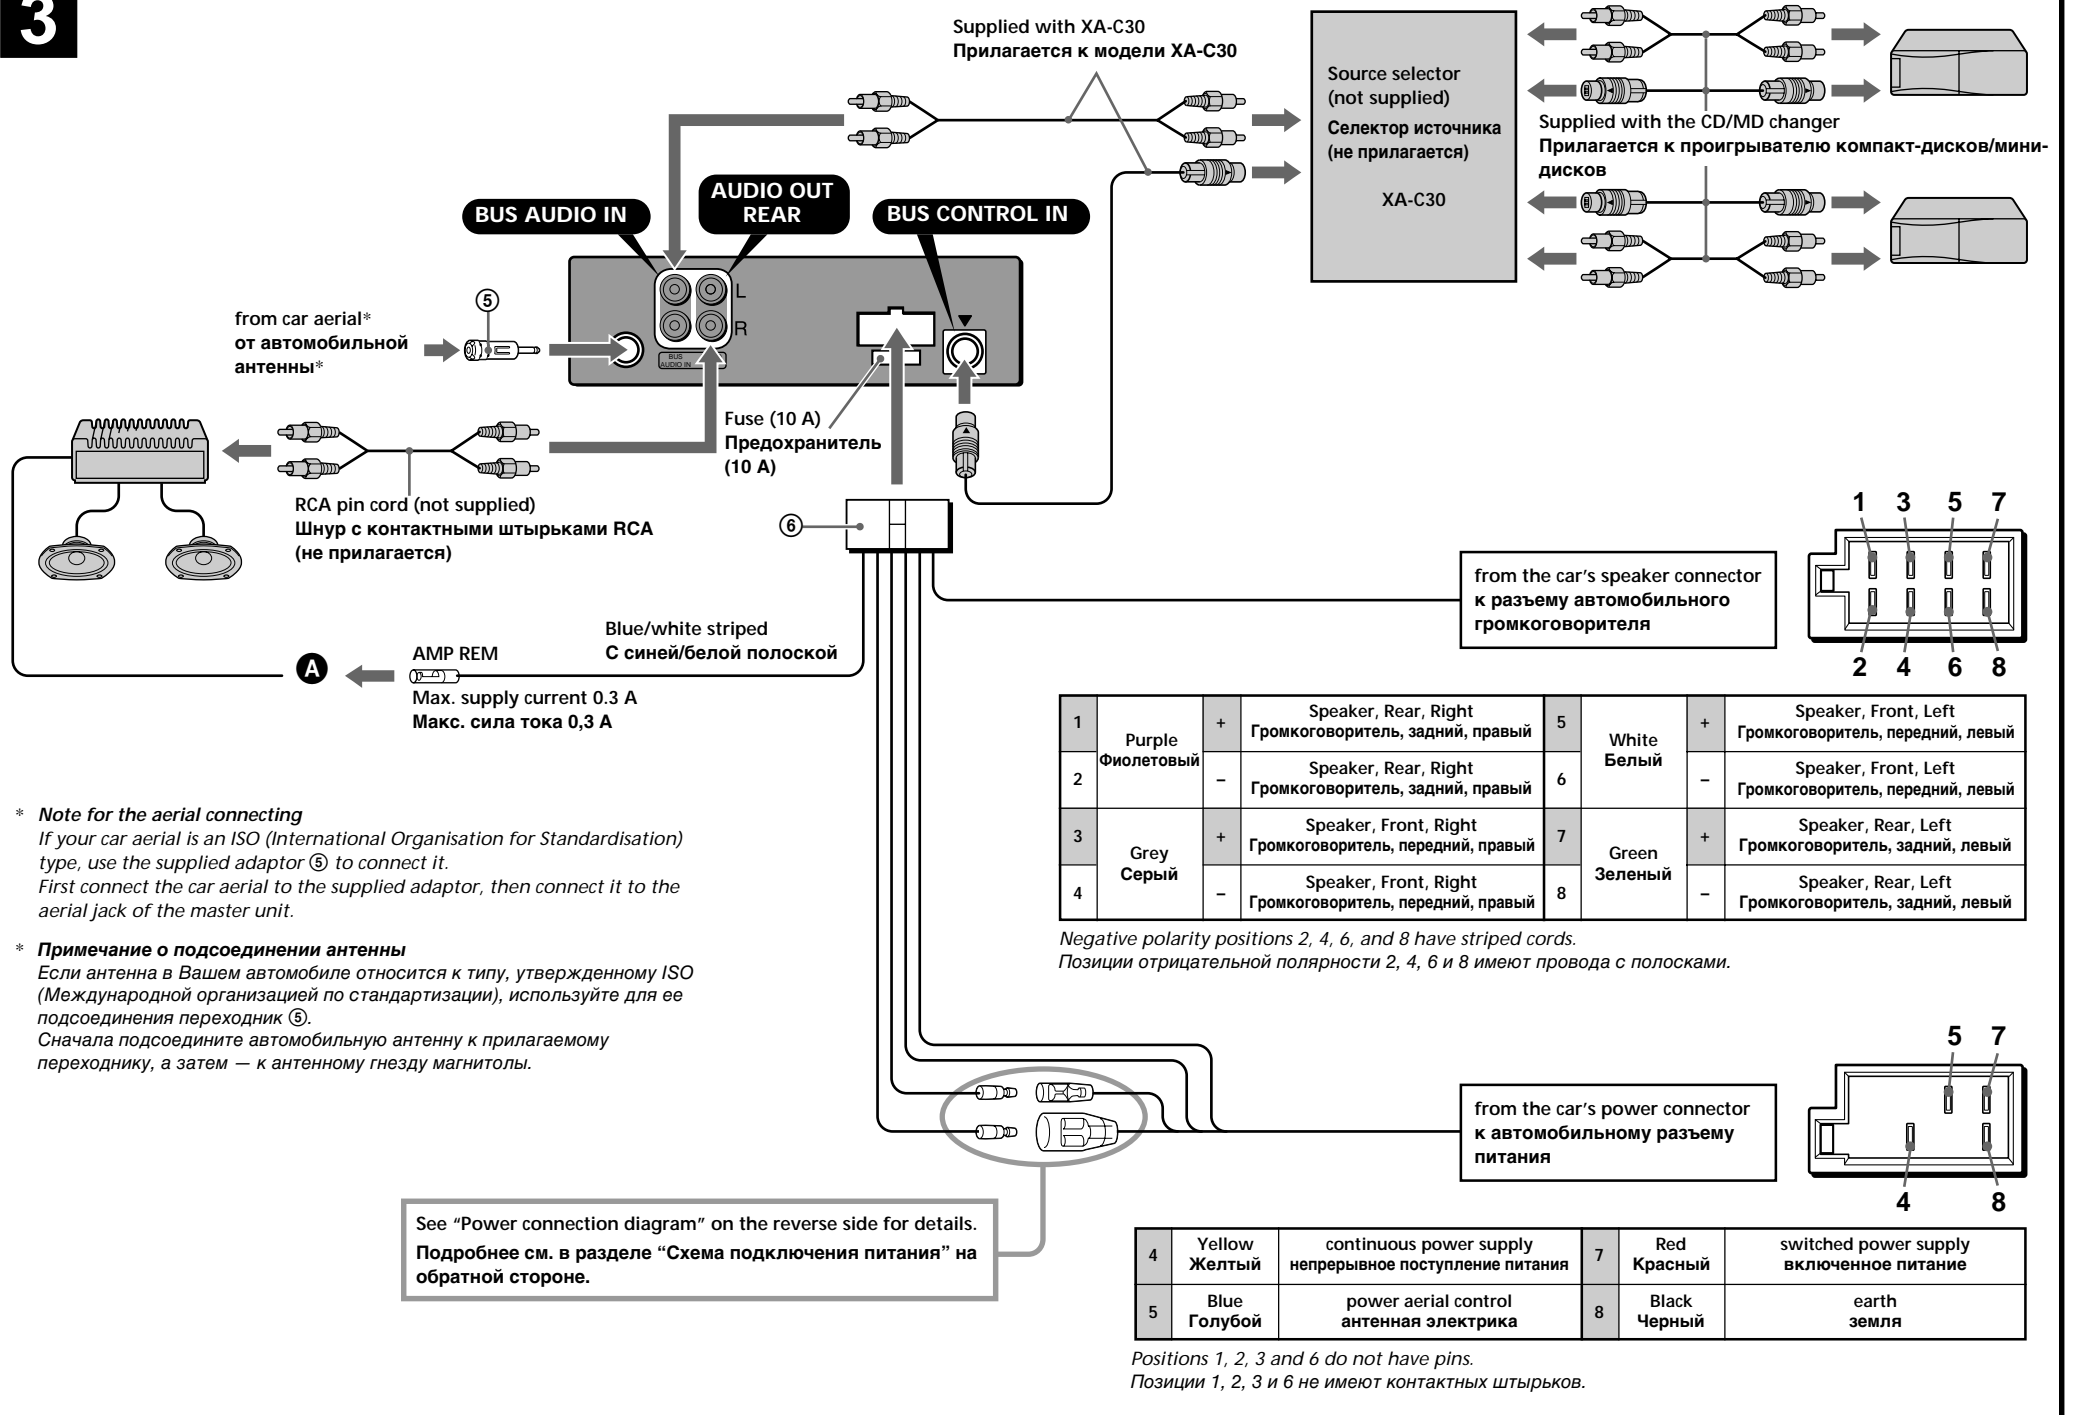 3
Supplied with XA-C30
Прилагается к модели XA-C30
Source selector
(not supplied)
Селектор источника
(не прилагается)
XA-C30
Supplied with the CD/MD changer
Прилагается к проигрывателю компакт-дисков/мини-
дисков
BUS AUDIO IN
AUDIO OUT
REAR
BUS CONTROL IN
L
R
BUS
AUDIO IN
5
from car aerial*
от автомобильной
антенны*
Fuse (10 A)
Предохранитель
(10 A)
RCA pin cord (not supplied)
Шнур с контактными штырьками RCA
(не прилагается)
6
Blue/white striped
С синей/белой полоской
A
AMP REM
Max. supply current 0.3 A
Макс. сила тока 0,3 A
from the car's speaker connector
к разъему автомобильного
громкоговорителя
1 3 5 7
2 4 6 8
1 Purple Фиолетовый + Speaker, Rear, Right Громкоговоритель, задний, правый
2 – Speaker, Rear, Right Громкоговоритель, задний, правый
3 Grey Серый + Speaker, Front, Right Громкоговоритель, передний, правый
4 – Speaker, Front, Right Громкоговоритель, передний, правый
5 White Белый + Speaker, Front, Left Громкоговоритель, передний, левый
6 – Speaker, Front, Left Громкоговоритель, передний, левый
7 Green Зеленый + Speaker, Rear, Left Громкоговоритель, задний, левый
8 – Speaker, Rear, Left Громкоговоритель, задний, левый
Negative polarity positions 2, 4, 6, and 8 have striped cords.
Позиции отрицательной полярности 2, 4, 6 и 8 имеют провода с полосками.
* Note for the aerial connecting
If your car aerial is an ISO (International Organisation for Standardisation)
type, use the supplied adaptor ⑤ to connect it.
First connect the car aerial to the supplied adaptor, then connect it to the
aerial jack of the master unit.
* Примечание о подсоединении антенны
Если антенна в Вашем автомобиле относится к типу, утвержденному ISO
(Международной организацией по стандартизации), используйте для ее
подсоединения переходник ⑤.
Сначала подсоедините автомобильную антенну к прилагаемому
переходнику, а затем — к антенному гнезду магнитолы.
See “Power connection diagram” on the reverse side for details.
Подробнее см. в разделе “Схема подключения питания” на
обратной стороне.
from the car's power connector
к автомобильному разъему
питания
5 7
4 8
4 Yellow Желтый continuous power supply непрерывное поступление питания
5 Blue Голубой power aerial control антенная электрика
7 Red Красный switched power supply включенное питание
8 Black Черный earth земля
Positions 1, 2, 3 and 6 do not have pins.
Позиции 1, 2, 3 и 6 не имеют контактных штырьков.